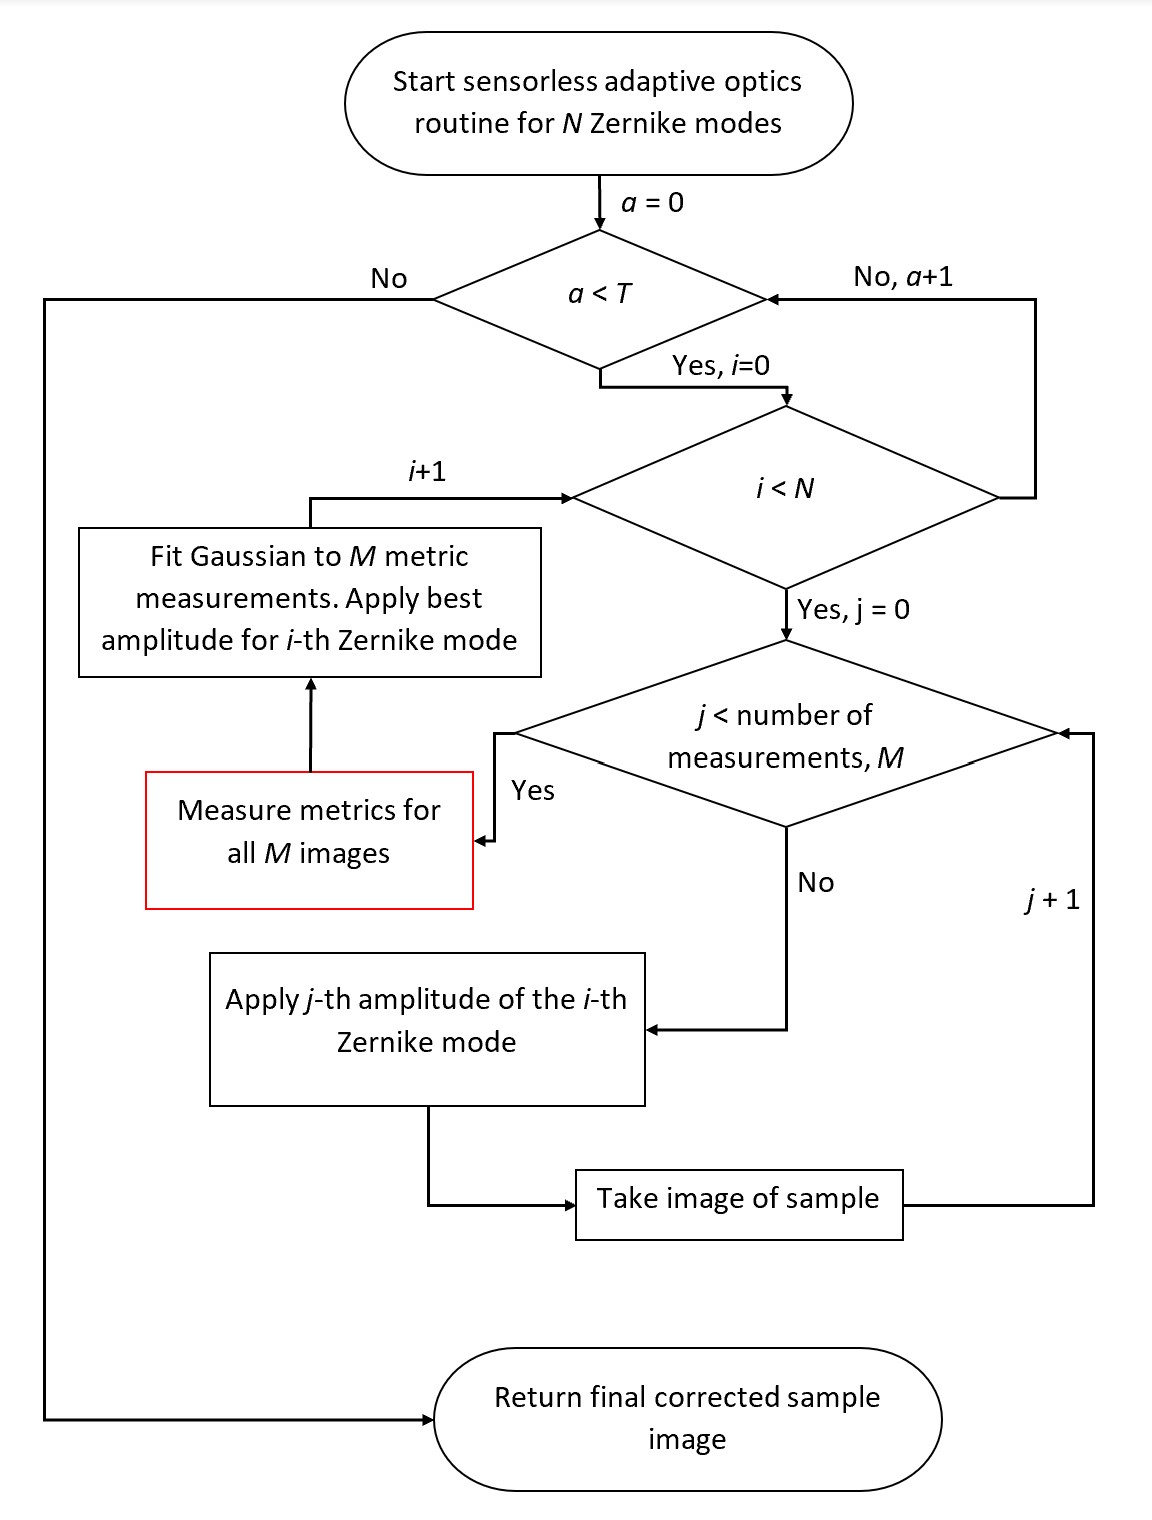 Start sensorless adaptive optics
routine for N Zernike modes
a = 0
No
a < T
No, a+1
Yes, i=0
i+1
i < N
Fit Gaussian to M metric
measurements. Apply best
amplitude for i-th Zernike mode
Yes, j = 0
j < number of
measurements, M
Yes
Measure metrics for
all M images
No
j + 1
Apply j-th amplitude of the i-th
Zernike mode
Take image of sample
Return final corrected sample
image